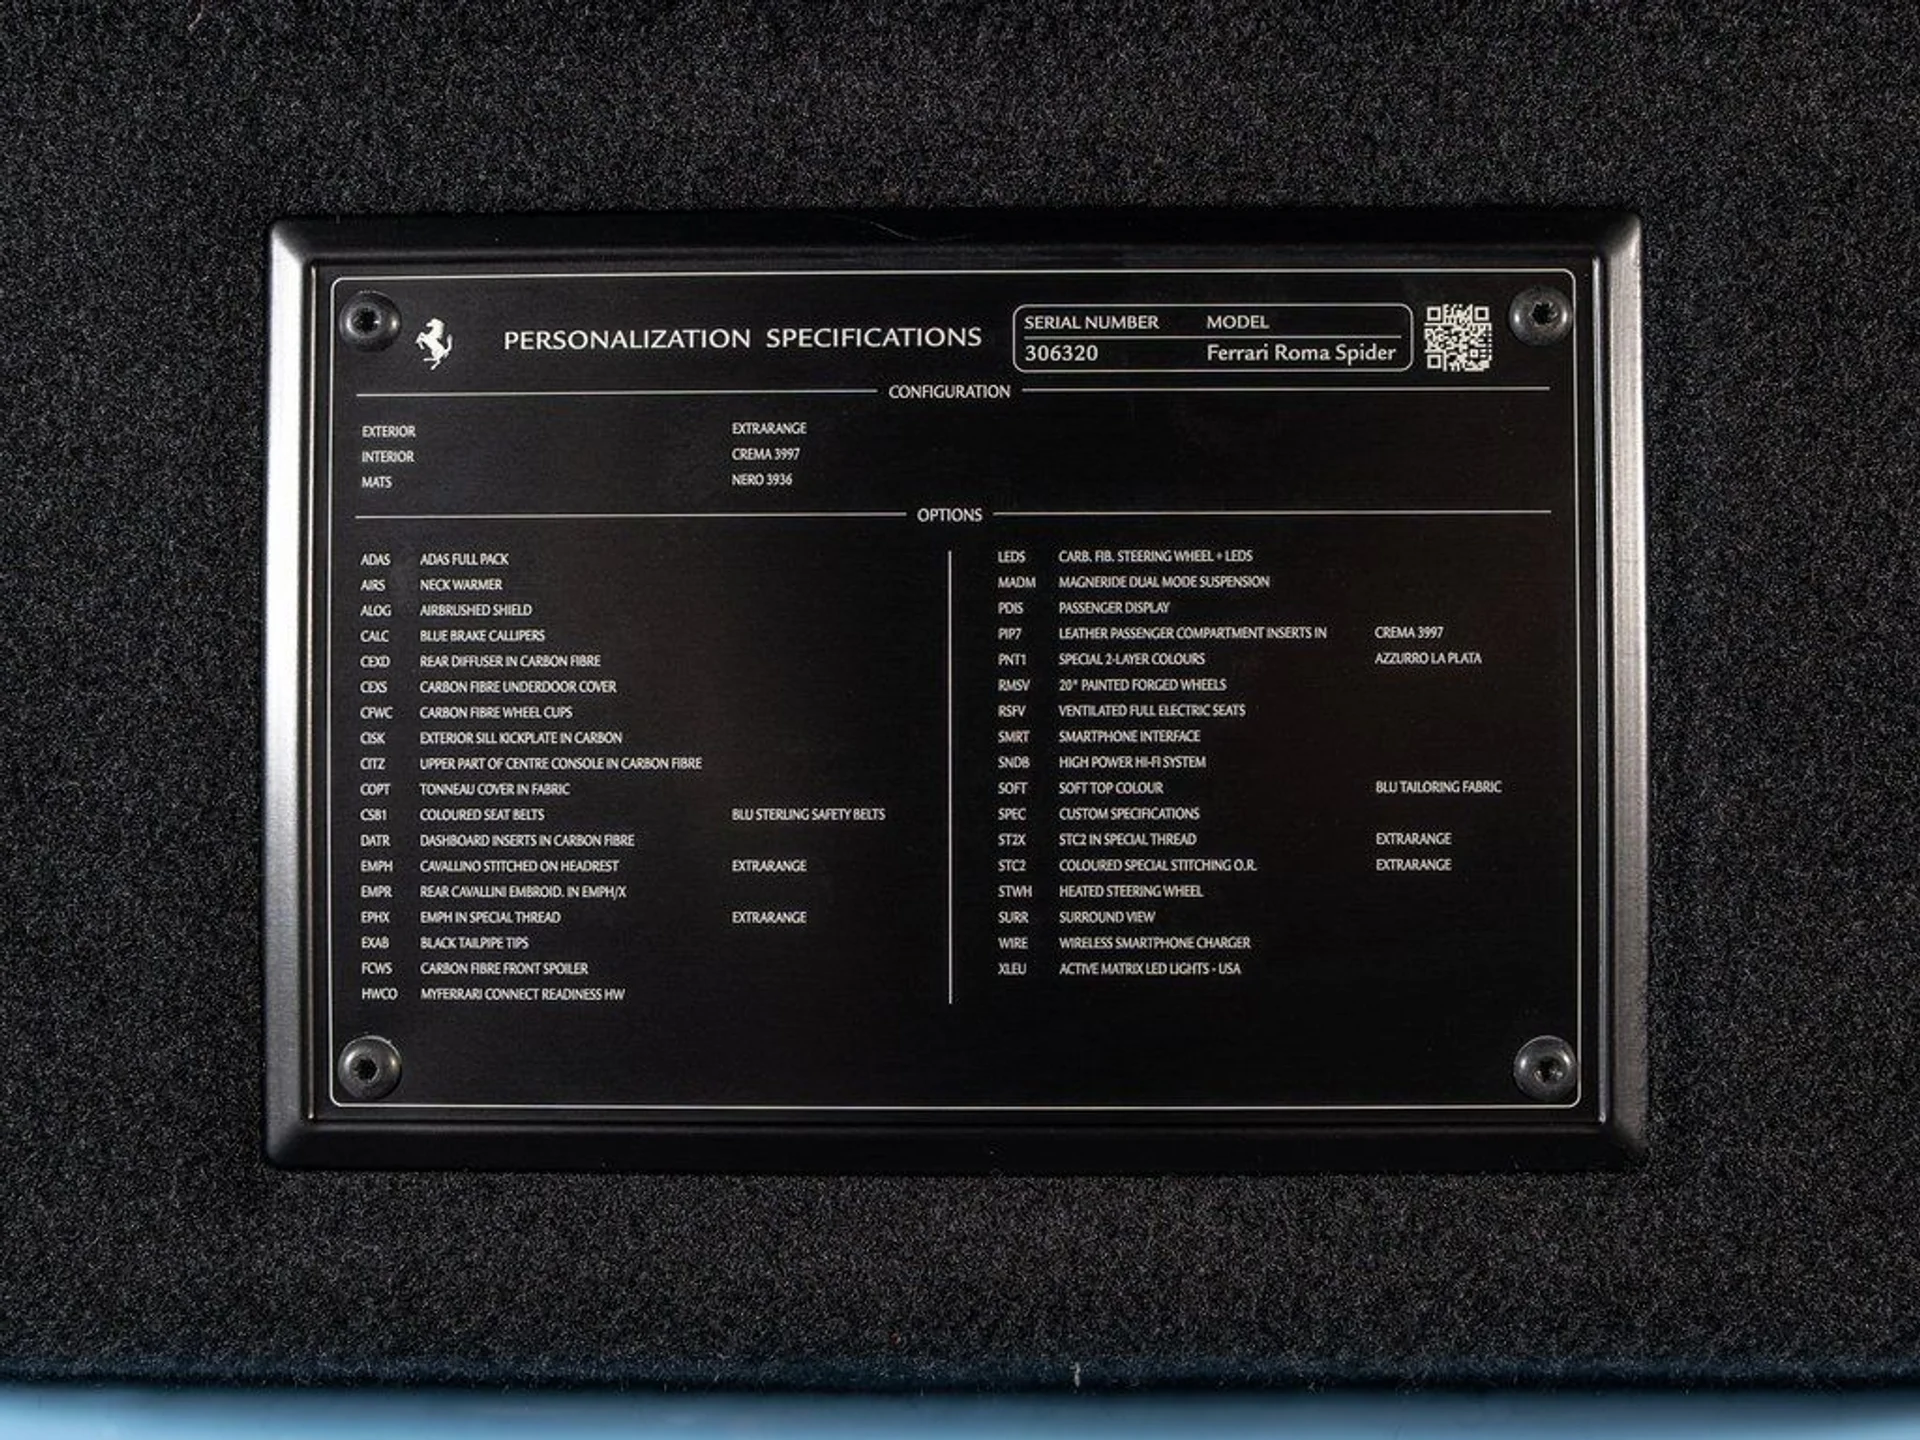 PERSONALIZATION SPECIFICATIONS
SERIAL NUMBER MODEL
306320 Ferrari Roma Spider
CONFIGURATION
EXTERIOR EXTRARANGE
INTERIOR CREMA 3997
MATS NERO 3936
OPTIONS
ADAS ADAS FULL PACK
AIRS NECK WARMER
ALOG AIRBRUSHED SHIELD
CALC BLUE BRAKE CALLIPERS
CEXD REAR DIFFUSER IN CARBON FIBRE
CEXS CARBON FIBRE UNDERDOOR COVER
CFWC CARBON FIBRE WHEEL CUPS
CISK EXTERIOR SILL KICKPLATE IN CARBON
CITZ UPPER PART OF CENTRE CONSOLE IN CARBON FIBRE
COPT TONNEAU COVER IN FABRIC
CSB1 COLOURED SEAT BELTS BLU STERLING SAFETY BELTS
DATR DASHBOARD INSERTS IN CARBON FIBRE
EMPH CAVALLINO STITCHED ON HEADREST EXTRARANGE
EMPR REAR CAVALLINI EMBROID. IN EMPH/X
EPHX EMPH IN SPECIAL THREAD EXTRARANGE
EXAB BLACK TAILPIPE TIPS
FCWS CARBON FIBRE FRONT SPOILER
HWCO MYFERRARI CONNECT READINESS HW
LEDS CARB. FIB. STEERING WHEEL + LEDS
MADM MAGNERIDE DUAL MODE SUSPENSION
PDIS PASSENGER DISPLAY
PIP7 LEATHER PASSENGER COMPARTMENT INSERTS IN CREMA 3997
PNT1 SPECIAL 2-LAYER COLOURS AZZURRO LA PLATA
RMSV 20" PAINTED FORGED WHEELS
RSFV VENTILATED FULL ELECTRIC SEATS
SMRT SMARTPHONE INTERFACE
SNDB HIGH POWER HI-FI SYSTEM
SOFT SOFT TOP COLOUR BLU TAILORING FABRIC
SPEC CUSTOM SPECIFICATIONS
ST2X STC2 IN SPECIAL THREAD EXTRARANGE
STC2 COLOURED SPECIAL STITCHING O.R. EXTRARANGE
STWH HEATED STEERING WHEEL
SURR SURROUND VIEW
WIRE WIRELESS SMARTPHONE CHARGER
XLEU ACTIVE MATRIX LED LIGHTS - USA